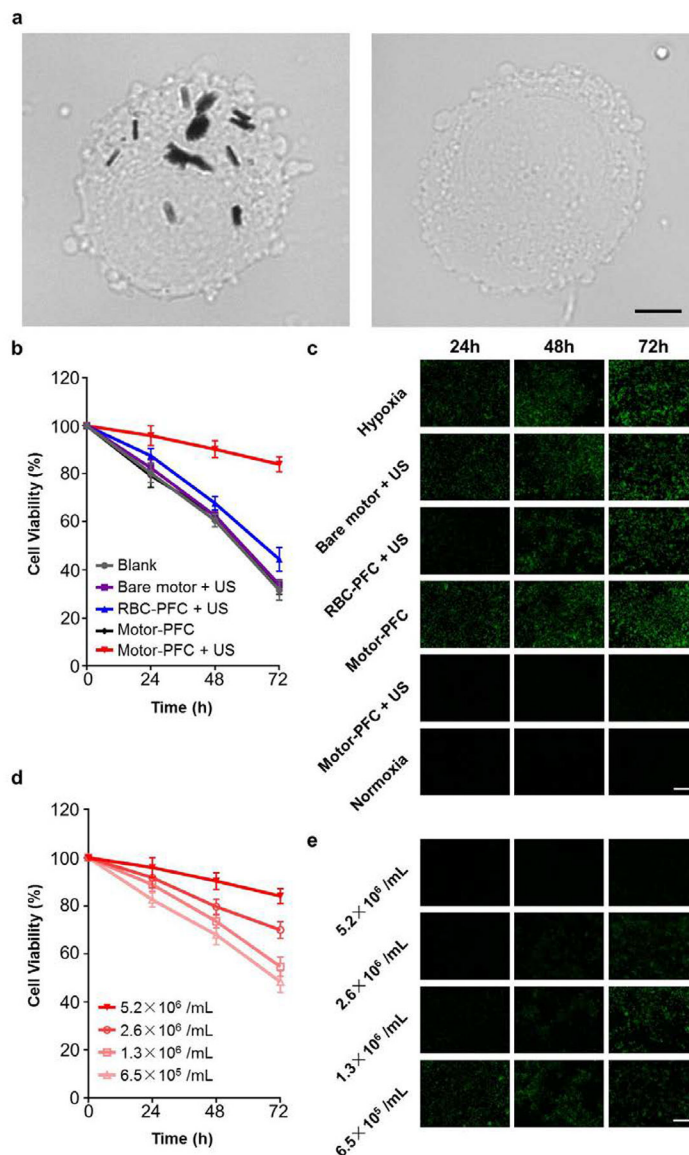 a
b
120
100
80
60
40
20
0
Cell Viability (%)
Blank
Bare motor + US
RBC-PFC + US
Motor-PFC
Motor-PFC + US
0 24 48 72
Time (h)
c
24h 48h 72h
Hypoxia
Bare motor + US
RBC-PFC + US
Motor-PFC
Motor-PFC + US
Normoxia
d
120
100
80
60
40
20
0
Cell Viability (%)
5.2×10⁶ /mL
2.6×10⁶ /mL
1.3×10⁶ /mL
6.5×10⁵ /mL
0 24 48 72
Time (h)
e
5.2×10⁶ /mL
2.6×10⁶ /mL
1.3×10⁶ /mL
6.5×10⁵ /mL